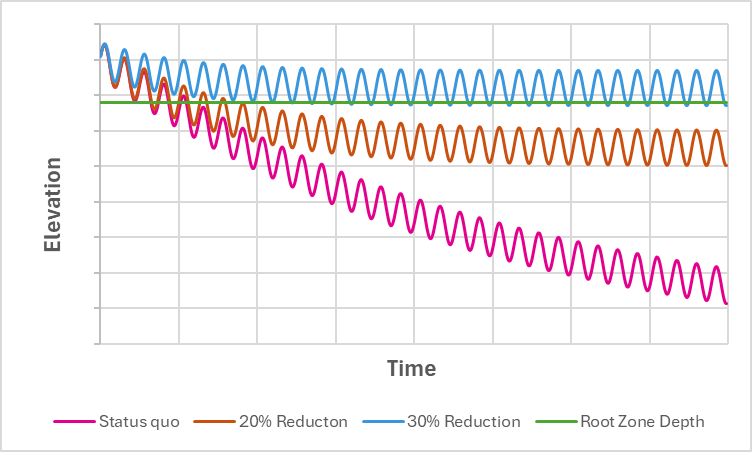 Elevation
Time
Status quo
20% Reducton
30% Reduction
Root Zone Depth